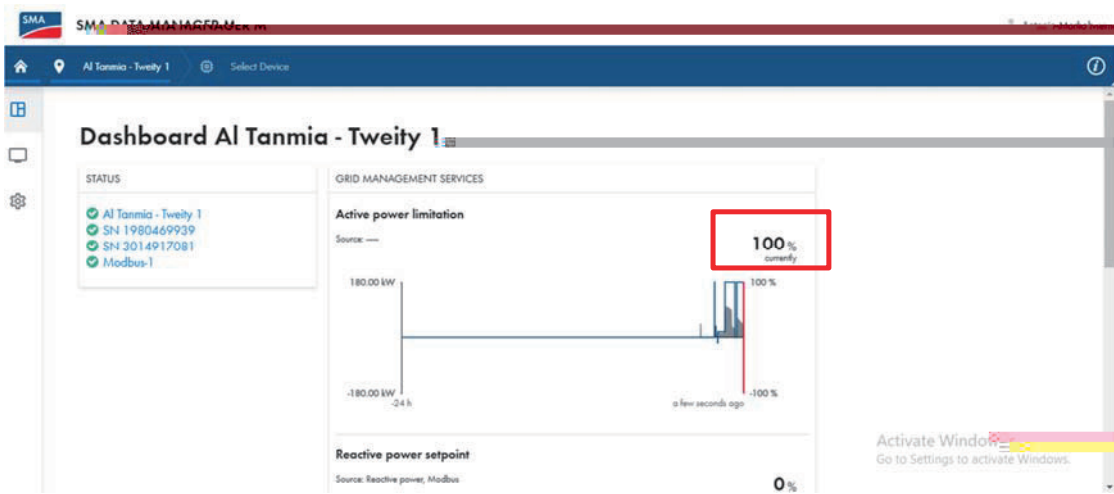 SMA
SMA DATA MANAGER M
Al Tanmia - Tweity 1
Select Device
Dashboard Al Tanmia - Tweity 1
STATUS
Al Tanmia - Tweity 1
SN 1980469939
SN 3014917081
Modbus-1
GRID MANAGEMENT SERVICES
Active power limitation
Source: ----
100 %
currently
180.00 kW
100 %
-180.00 kW
-100 %
-24 h
a few seconds ago
Reactive power setpoint
Source: Reactive power, Modbus
0 %
Activate Windows
Go to Settings to activate Windows.